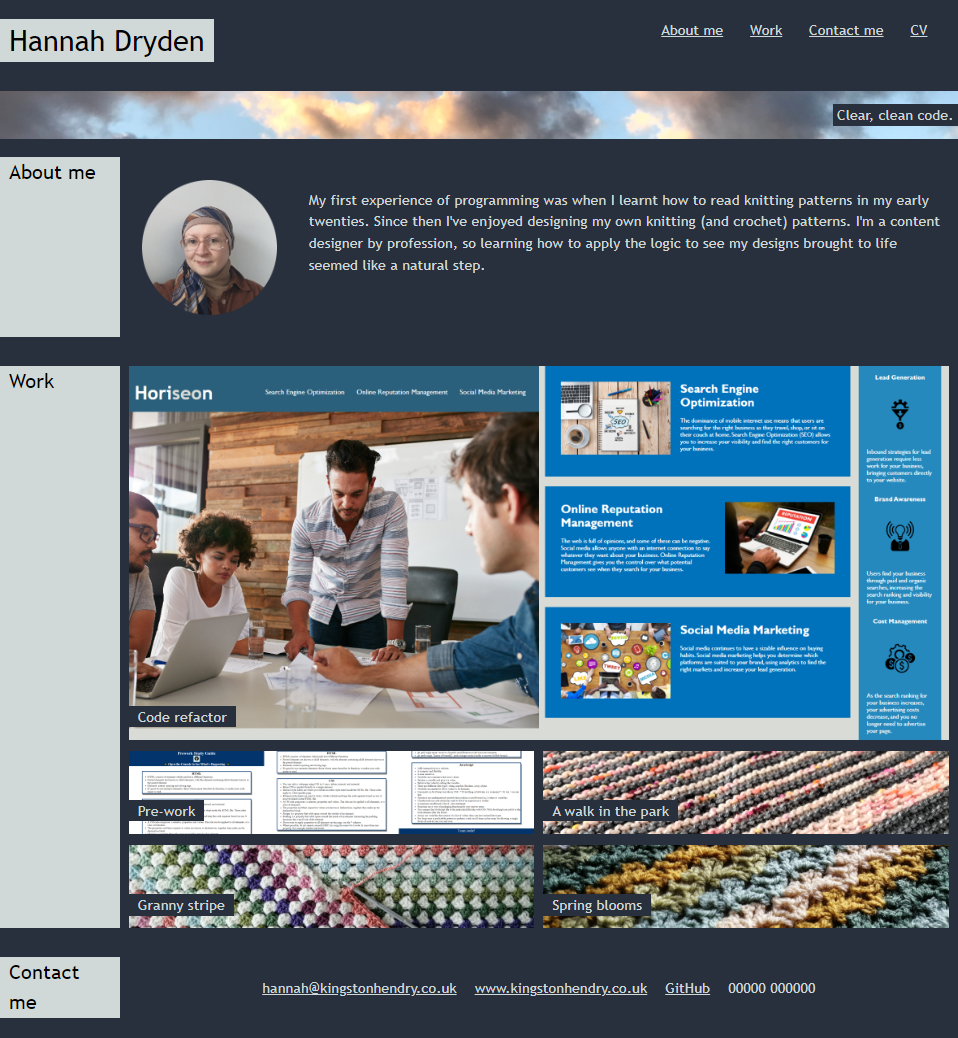 Hannah Dryden
About me Work Contact me CV
Clear, clean code.
About me
My first experience of programming was when I learnt how to read knitting patterns in my early
twenties. Since then I've enjoyed designing my own knitting (and crochet) patterns. I'm a content
designer by profession, so learning how to apply the logic to see my designs brought to life
seemed like a natural step.
Work
Horiseon
Search Engine Optimization Online Reputation Management Social Media Marketing
Search Engine
Optimization
The dominance of mobile internet use means that users are
searching for the right business as they travel, shop, or sit on
their couch at home. Search Engine Optimization (SEO) allows
you to increase your visibility and find the right customers for
your business.
Online Reputation
Management
The web is full of opinions, and some of these can be negative.
Social media allows anyone with an internet connection to say
whatever they want about your business. Online Reputation
Management gives you the control over what potential
customers see when they search for your business.
REPUTATION
Social Media Marketing
Social media continues to have a sizable influence on buying
habits. Social media marketing helps you determine which
platforms are suited to your brand, using analytics to find the
right markets and increase your lead generation.
Lead Generation
Inbound strategies for lead
generation require less
work for your business,
bringing customers directly
to your website.
Brand Awareness
Users find your business
through paid and organic
searches, increasing the
search ranking and visibility
for your business.
Cost Management
As the search ranking for
your business increases,
your advertising costs
decrease, and you no
longer need to advertise
your page.
Code refactor
Prework Study Guide
HTML
CSS
JavaScript
Pre-work
A walk in the park
Granny stripe
Spring blooms
Contact
me
hannah@kingstonhendry.co.uk www.kingstonhendry.co.uk GitHub 00000 000000